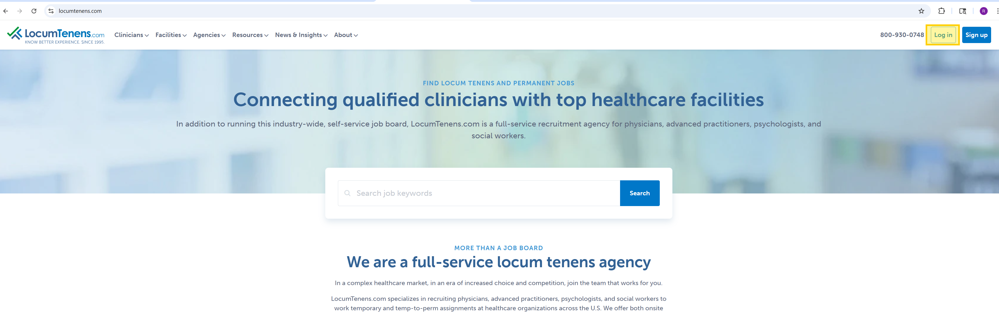 locumtenens.com
R
LocumTenens.com
KNOW BETTER EXPERIENCE. SINCE 1995.
Clinicians Facilities Agencies Resources News & Insights About
800-930-0748 Log in Sign up
FIND LOCUM TENENS AND PERMANENT JOBS
Connecting qualified clinicians with top healthcare facilities
In addition to running this industry-wide, self-service job board, LocumTenens.com is a full-service recruitment agency for physicians, advanced practitioners, psychologists, and
social workers.
Search job keywords Search
MORE THAN A JOB BOARD
We are a full-service locum tenens agency
In a complex healthcare market, in an era of increased choice and competition, join the team that works for you.
LocumTenens.com specializes in recruiting physicians, advanced practitioners, psychologists, and social workers to
work temporary and temp-to-perm assignments at healthcare organizations across the U.S. We offer both onsite